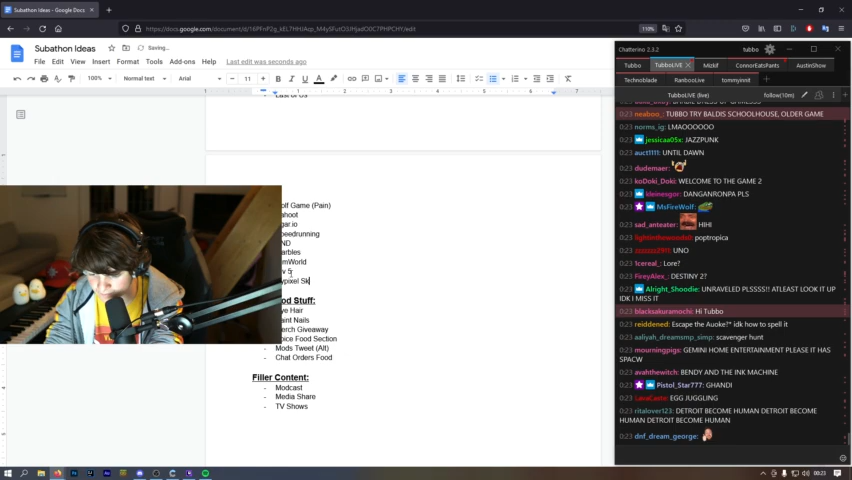 Subathon Ideas - Google Docs
https://docs.google.com/document/d/
110%
Subathon Ideas
Saving...
File Edit View Insert Format Tools Add-ons Help Last edit was seconds ago
100% Normal text Arial 11
Last of Us
olf Game (Pain)
ahoot
gar.io
peedrunning
ND
arbles
mWorld
v 5
ypixel Sk
od Stuff:
ye Hair
aint Nails
erch Giveaway
pice Food Section
Mods Tweet (Alt)
- Chat Orders Food
Filler Content:
- Modcast
- Media Share
- TV Shows
Chatterino 2.3.2
tubbo
Tubbo TubboLIVE Mizkif ConnorEatsPants AustinShow
Technoblade RanbooLive tommyinnit
TubboLIVE (live) follow(10m)
0:23 neaboo_: TUBBO TRY BALDIS SCHOOLHOUSE, OLDER GAME
0:23 norms_ig: LMAOOOOOO
0:23 jessicaa05x: JAZZPUNK
0:23 auct1111: UNTIL DAWN
0:23 dudemaer:
0:23 koDoki_Doki: WELCOME TO THE GAME 2
0:23 kleinesgor: DANGANRONPA PLS
0:23 MsFireWolf:
0:23 sad_anteater: HIHI
0:23 poptropica
0:23 UNO
0:23 1cereal_: Lore?
0:23 FireyAlex_: DESTINY 2?
0:23 Alright_Shoodie: UNRAVELED PLSSSS!! ATLEAST LOOK IT UP
IDK I MISS IT
0:23 blacksakuramochi: Hi Tubbo
0:23 reiddened: Escape the Auoke?* idk how to spell it
0:23 aaliyah_dreamsmp_simp: scavenger hunt
0:23 mourningpigs: GEMINI HOME ENTERTAINMENT PLEASE IT HAS
SPACW
0:23 avahthewitch: BENDY AND THE INK MACHINE
0:23 Pistol_Star777: GHANDI
0:23 LavaCaste: EGG JUGGLING
0:23 ritalover123: DETROIT BECOME HUMAN DETROIT BECOME
HUMAN DETROIT BECOME HUMAN
0:23 dnf_dream_george:
00:23